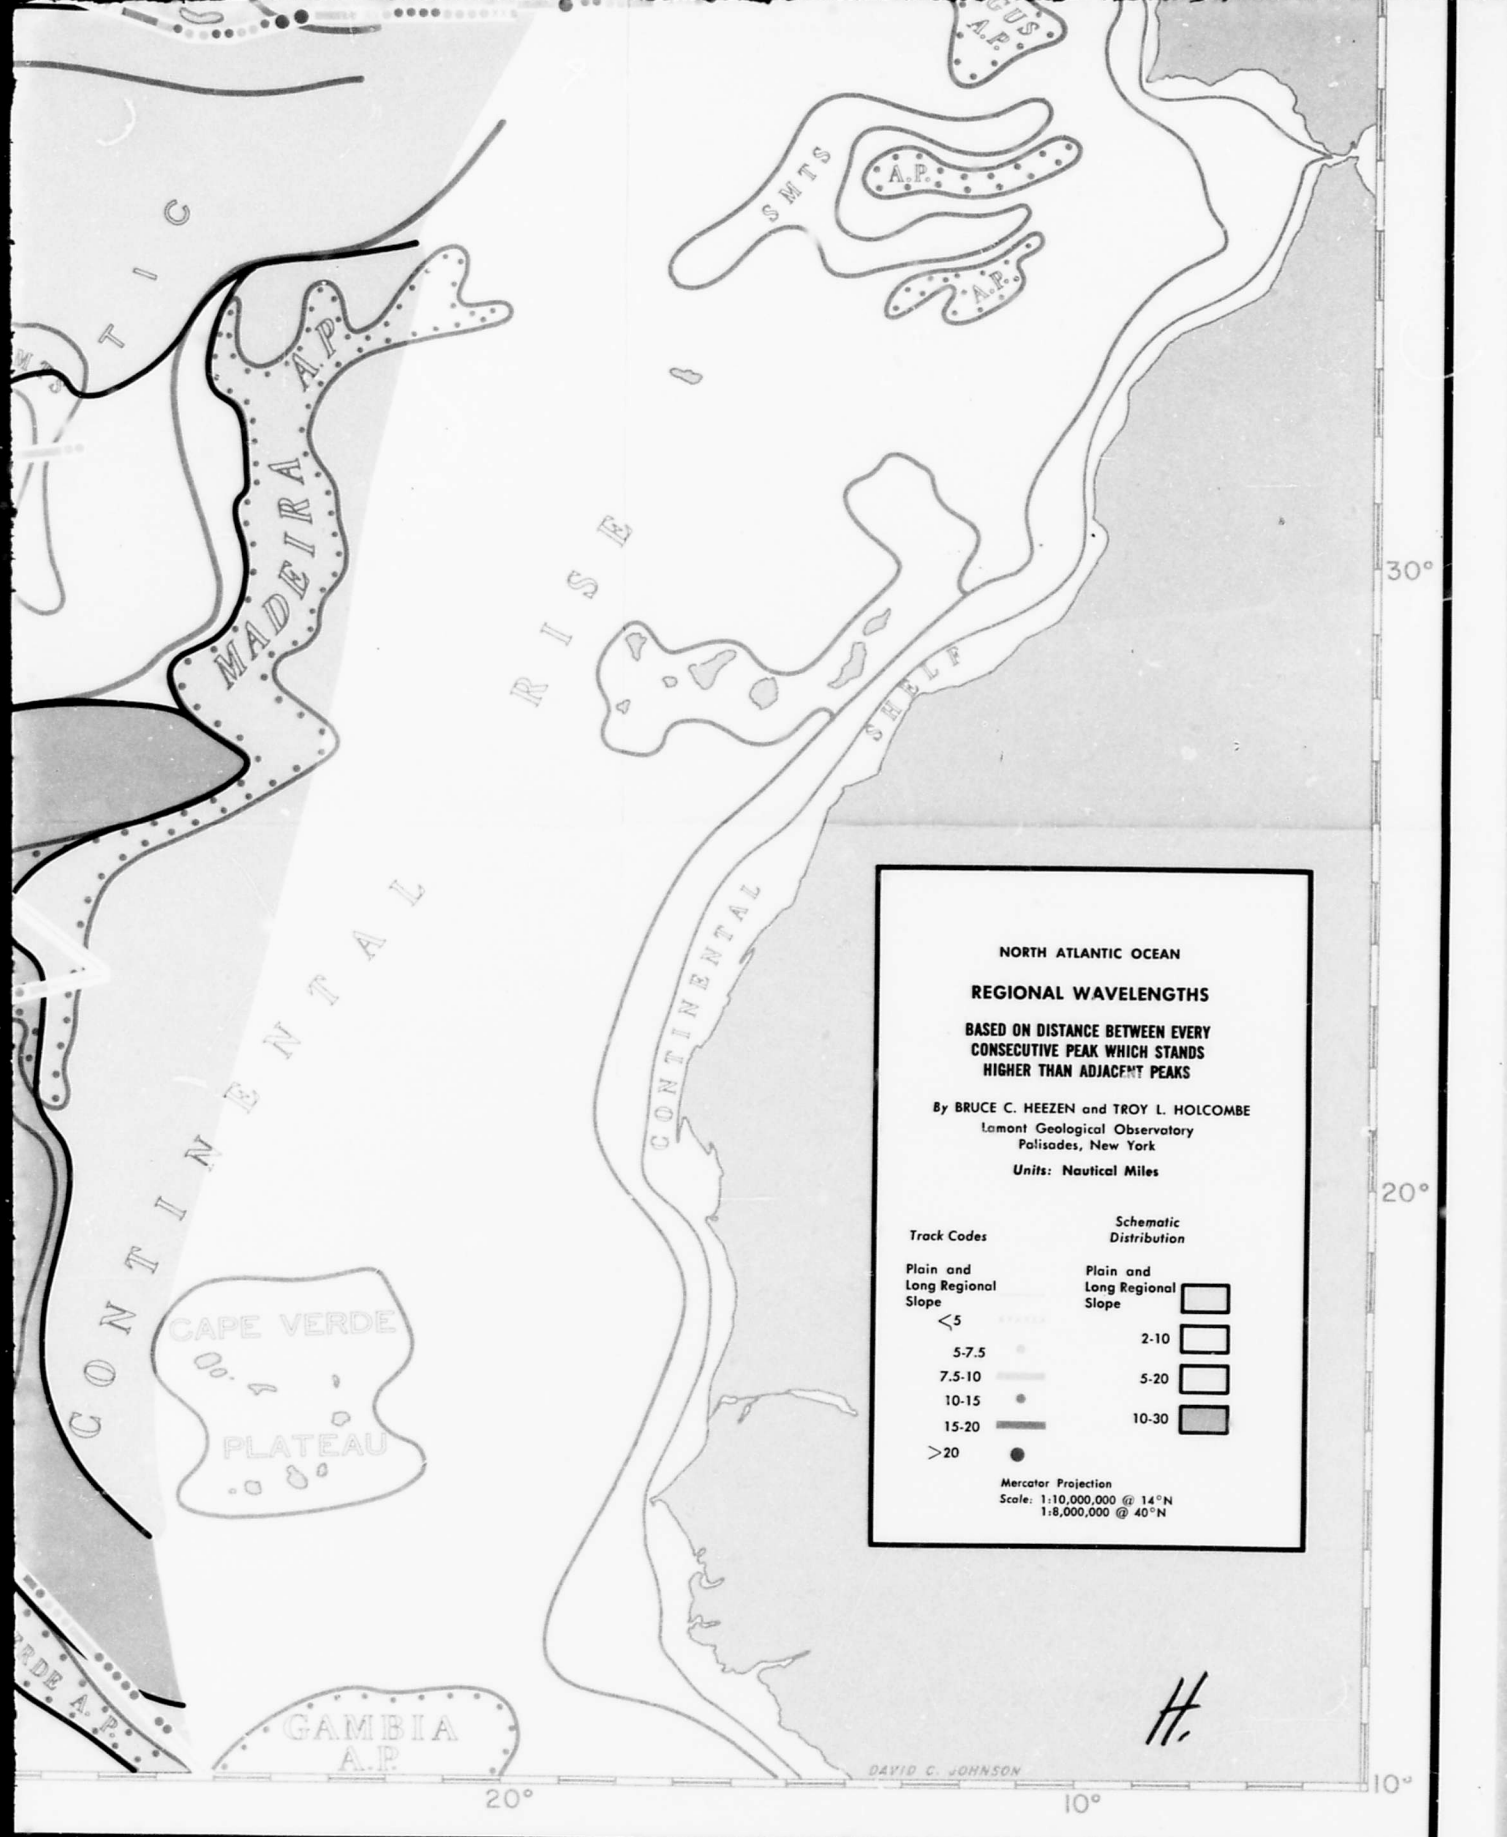 A.P.
C
I
T
SMTS
A.P.
A.P.
MADEIRA A.P.
30°
CONTINENTAL RISE
CONTINENTAL SHELF
NORTH ATLANTIC OCEAN
REGIONAL WAVELENGTHS
BASED ON DISTANCE BETWEEN EVERY
CONSECUTIVE PEAK WHICH STANDS
HIGHER THAN ADJACENT PEAKS
By BRUCE C. HEEZEN and TROY L. HOLCOMBE
Lamont Geological Observatory
Palisades, New York
Units: Nautical Miles
20°
Track Codes
Plain and
Long Regional
Slope
<5
5-7.5
7.5-10
10-15
15-20
>20
Schematic
Distribution
Plain and
Long Regional
Slope
2-10
5-20
10-30
Mercator Projection
Scale: 1:10,000,000 @ 14°N
1:8,000,000 @ 40°N
CAPE VERDE
PLATEAU
A.P.
GAMBIA
A.P.
H.
DAVID C. JOHNSON
10°
20°
10°